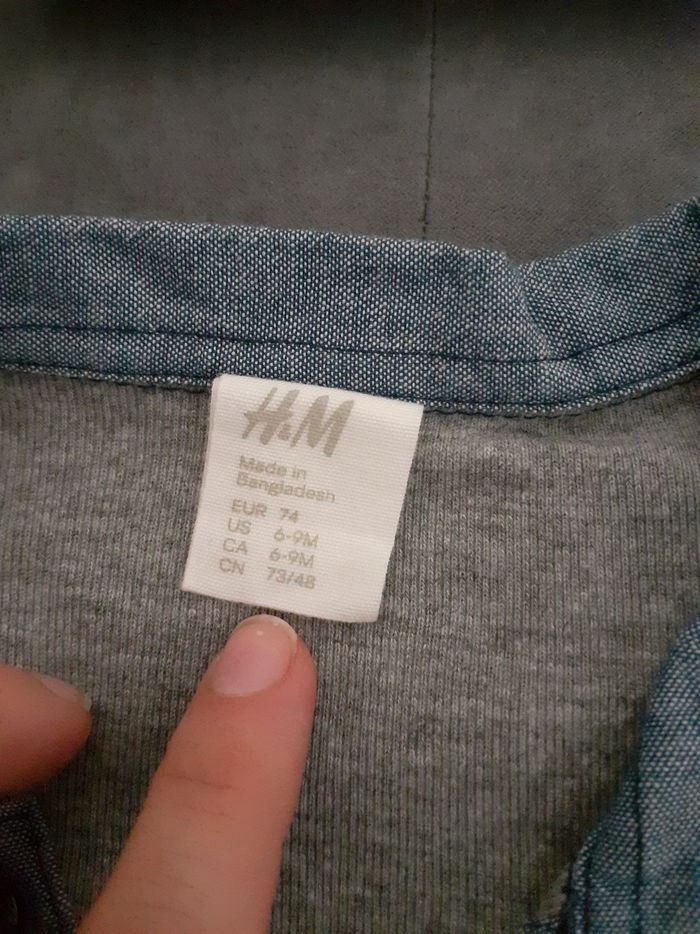 H&M
Made in
Bangladesh
EUR 74
US 6-9M
CA 6-9M
CN 73/48